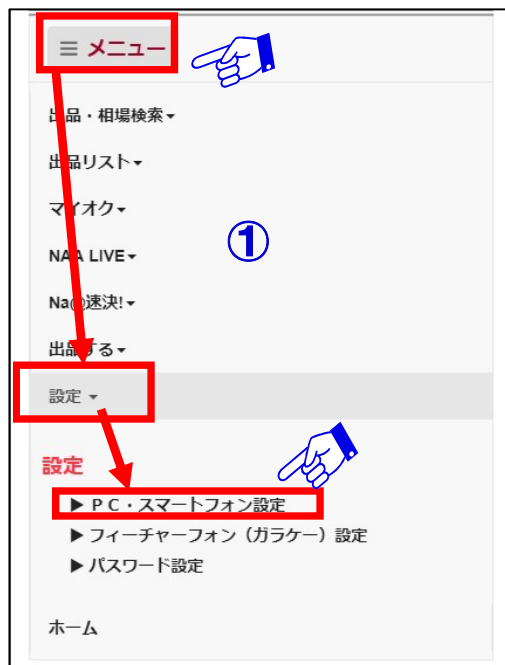 ≡ メニュー
出品・相場検索▾
出品リスト▾
マイオク▾
①
NAA LIVE▾
Na@速決!▾
出品する▾
設定 ▾
設定
▶ＰＣ・スマートフォン設定
▶フィーチャーフォン（ガラケー）設定
▶パスワード設定
ホーム